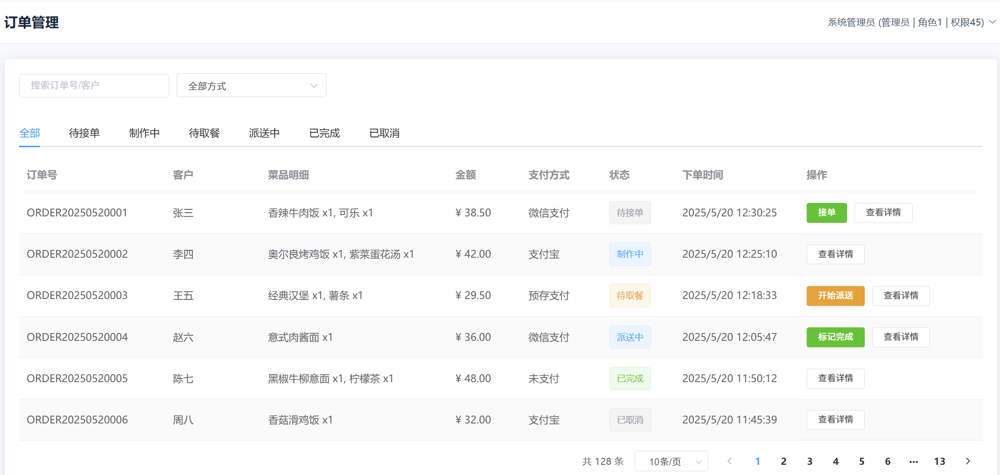 订单管理
系统管理员 (管理员 | 角色1 | 权限45)
搜索订单号/客户 全部方式
全部 待接单 制作中 待取餐 派送中 已完成 已取消
订单号 客户 菜品明细 金额 支付方式 状态 下单时间 操作
ORDER20250520001 张三 香辣牛肉饭 x1, 可乐 x1 ¥ 38.50 微信支付 待接单 2025/5/20 12:30:25 接单 查看详情
ORDER20250520002 李四 奥尔良烤鸡饭 x1, 紫菜蛋花汤 x1 ¥ 42.00 支付宝 制作中 2025/5/20 12:25:10 查看详情
ORDER20250520003 王五 经典汉堡 x1, 薯条 x1 ¥ 29.50 预存支付 待取餐 2025/5/20 12:18:33 开始派送 查看详情
ORDER20250520004 赵六 意式肉酱面 x1 ¥ 36.00 微信支付 派送中 2025/5/20 12:05:47 标记完成 查看详情
ORDER20250520005 陈七 黑椒牛柳意面 x1, 柠檬茶 x1 ¥ 48.00 未支付 已完成 2025/5/20 11:50:12 查看详情
ORDER20250520006 周八 香菇滑鸡饭 x1 ¥ 32.00 支付宝 已取消 2025/5/20 11:45:39 查看详情
共 128 条 10条/页 1 2 3 4 5 6 ··· 13